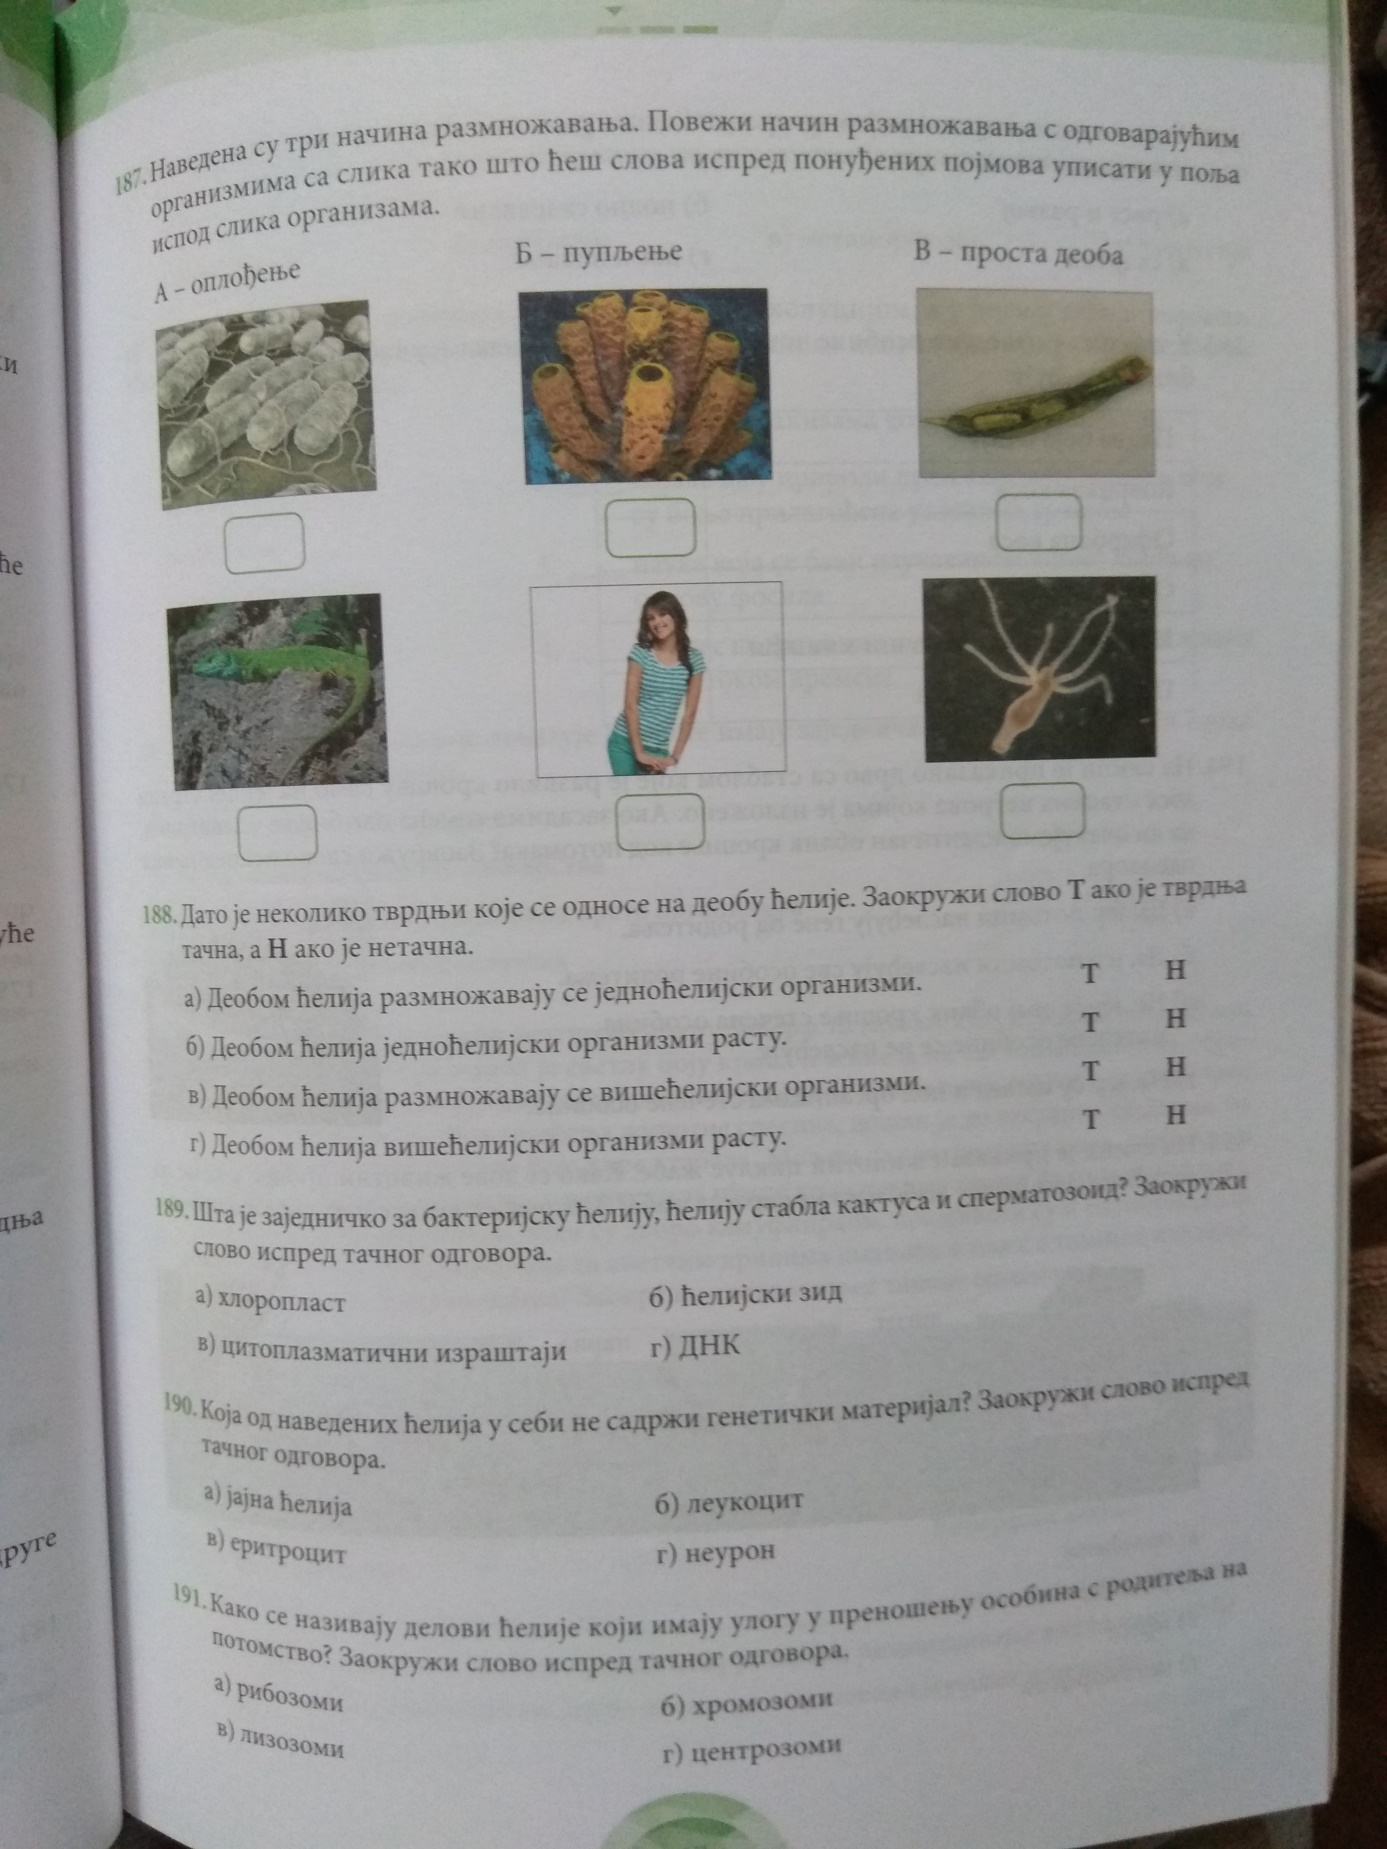 187. Наведена су три начина размножавања. Повежи начин размножавања с одговарајућим
организмима са слика тако што ћеш слова испред понуђених појмова уписати у поља
испод слика организама.
А – оплођење
Б – пупљење
В – проста деоба
188. Дато је неколико тврдњи које се односе на деобу ћелије. Заокружи слово Т ако је тврдња
тачна, а Н ако је нетачна.
а) Деобом ћелија размножавају се једноћелијски организми. Т Н
б) Деобом ћелија једноћелијски организми расту. Т Н
в) Деобом ћелија размножавају се вишећелијски организми. Т Н
г) Деобом ћелија вишећелијски организми расту. Т Н
189. Шта је заједничко за бактеријску ћелију, ћелију стабла кактуса и сперматозоид? Заокружи
слово испред тачног одговора.
а) хлоропласт б) ћелијски зид
в) цитоплазматични израштаји г) ДНК
190. Која од наведених ћелија у себи не садржи генетички материјал? Заокружи слово испред
тачног одговора.
а) јајна ћелија б) леукоцит
в) еритроцит г) неурон
191. Како се називају делови ћелије који имају улогу у преношењу особина с родитеља на
потомство? Заокружи слово испред тачног одговора.
а) рибозоми б) хромозоми
в) лизозоми г) центрозоми